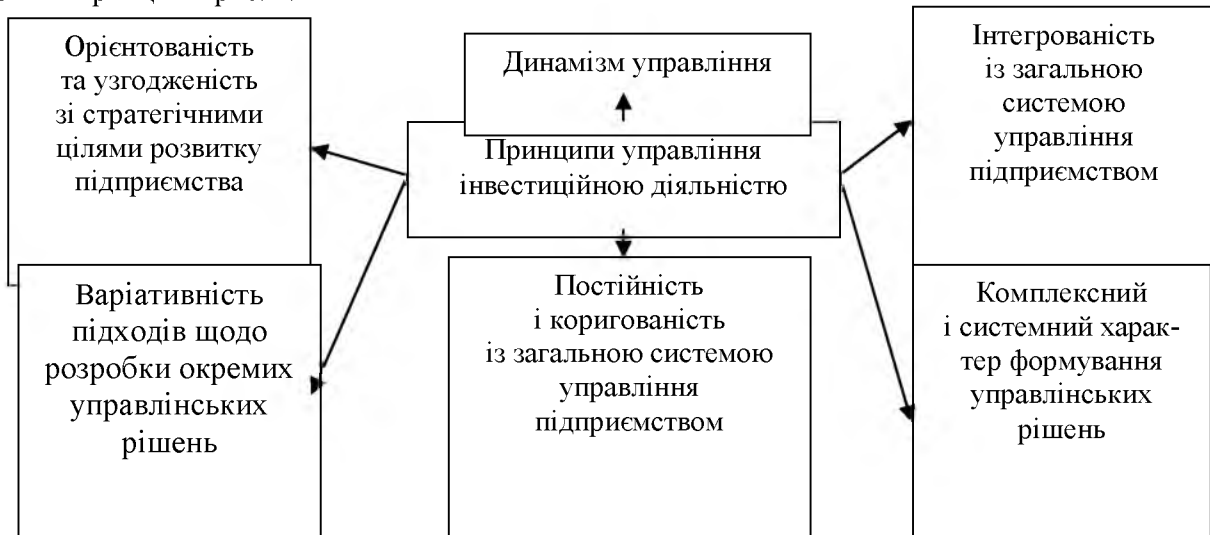 Орієнтованість
та узгодженість
зі стратегічними
цілями розвитку
підприємства
Динамізм управління
Принципи управління
інвестиційною діяльністю
Інтегрованість
із загальною
системою
управління
підприємством
Варіативність
підходів щодо
розробки окремих
управлінських
рішень
Постійність
і коригованість
із загальною системою
управління
підприємством
Комплексний
і системний харак-
тер формування
управлінських
рішень